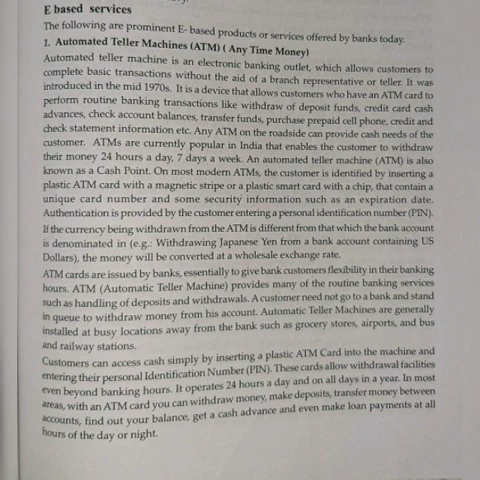 E based services
The following are prominent E- based products or services offered by banks today.
1. Automated Teller Machines (ATM) ( Any Time Money)
Automated teller machine is an electronic banking outlet, which allows customers to
complete basic transactions without the aid of a branch representative or teller. It was
introduced in the mid 1970s. It is a device that allows customers who have an ATM card to
perform routine banking transactions like withdraw of deposit funds, credit card cash
advances, check account balances, transfer funds, purchase prepaid cell phone, credit and
check statement information etc. Any ATM on the roadside can provide cash needs of the
customer. ATMs are currently popular in India that enables the customer to withdraw
their money 24 hours a day, 7 days a week. An automated teller machine (ATM) is also
known as a Cash Point. On most modern ATMs, the customer is identified by inserting a
plastic ATM card with a magnetic stripe or a plastic smart card with a chip, that contain a
unique card number and some security information such as an expiration date.
Authentication is provided by the customer entering a personal identification number (PIN).
If the currency being withdrawn from the ATM is different from that which the bank account
is denominated in (e.g.: Withdrawing Japanese Yen from a bank account containing US
Dollars), the money will be converted at a wholesale exchange rate.
ATM cards are issued by banks, essentially to give bank customers flexibility in their banking
hours. ATM (Automatic Teller Machine) provides many of the routine banking services
such as handling of deposits and withdrawals. A customer need not go to a bank and stand
in queue to withdraw money from his account. Automatic Teller Machines are generally
installed at busy locations away from the bank such as grocery stores, airports, and bus
and railway stations.
Customers can access cash simply by inserting a plastic ATM Card into the machine and
entering their personal Identification Number (PIN). These cards allow withdrawal facilities
even beyond banking hours. It operates 24 hours a day and on all days in a year. In most
areas, with an ATM card you can withdraw money, make deposits, transfer money between
accounts, find out your balance, get a cash advance and even make loan payments at all
hours of the day or night.